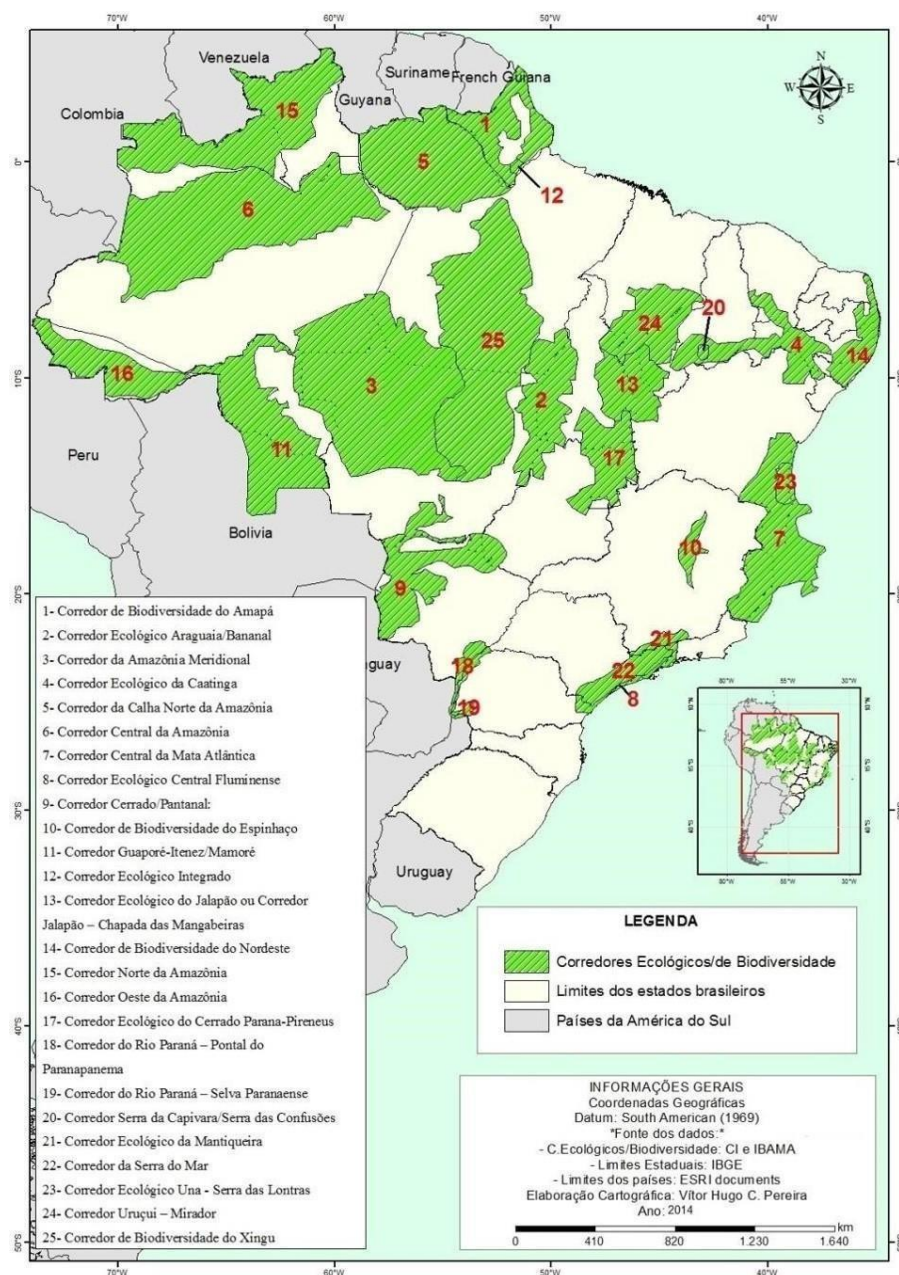 70°W 60°W 50°W 40°W
Venezuela
Suriname
French Guiana
Guyana
Colombia
N
W E
S
0°
0°
15
1
5
12
6
20
24
25
4
14
16
10°S
10°S
3
2
13
11
17
Peru
23
Bolivia
10
7
9
20°S
20°S
21
18
22
8
19
guay
1- Corredor de Biodiversidade do Amapá
2- Corredor Ecológico Araguaia/Bananal
3- Corredor da Amazônia Meridional
4- Corredor Ecológico da Caatinga
5- Corredor da Calha Norte da Amazônia
6- Corredor Central da Amazônia
7- Corredor Central da Mata Atlântica
8- Corredor Ecológico Central Fluminense
9- Corredor Cerrado/Pantanal:
10- Corredor de Biodiversidade do Espinhaço
11- Corredor Guaporé-Itenez/Mamoré
12- Corredor Ecológico Integrado
13- Corredor Ecológico do Jalapão ou Corredor
Jalapão – Chapada das Mangabeiras
14- Corredor de Biodiversidade do Nordeste
15- Corredor Norte da Amazônia
16- Corredor Oeste da Amazônia
17- Corredor Ecológico do Cerrado Parana-Pireneus
18- Corredor do Rio Paraná – Pontal do
Paranapanema
19- Corredor do Rio Paraná – Selva Paranaense
20- Corredor Serra da Capivara/Serra das Confusões
21- Corredor Ecológico da Mantiqueira
22- Corredor da Serra do Mar
23- Corredor Ecológico Una - Serra das Lontras
24- Corredor Uruçui – Mirador
25- Corredor de Biodiversidade do Xingu
30°S
30°S
Uruguay
LEGENDA
Corredores Ecológicos/de Biodiversidade
Limites dos estados brasileiros
Países da América do Sul
40°S
40°S
INFORMAÇÕES GERAIS
Coordenadas Geográficas
Datum: South American (1969)
*Fonte dos dados:*
- C.Ecológicos/Biodiversidade: CI e IBAMA
- Limites Estaduais: IBGE
- Limites dos países: ESRI documents
Elaboração Cartográfica: Vítor Hugo C. Pereira
Ano: 2014
km
0 410 820 1.230 1.640
50°S
50°S
70°W 60°W 50°W 40°W